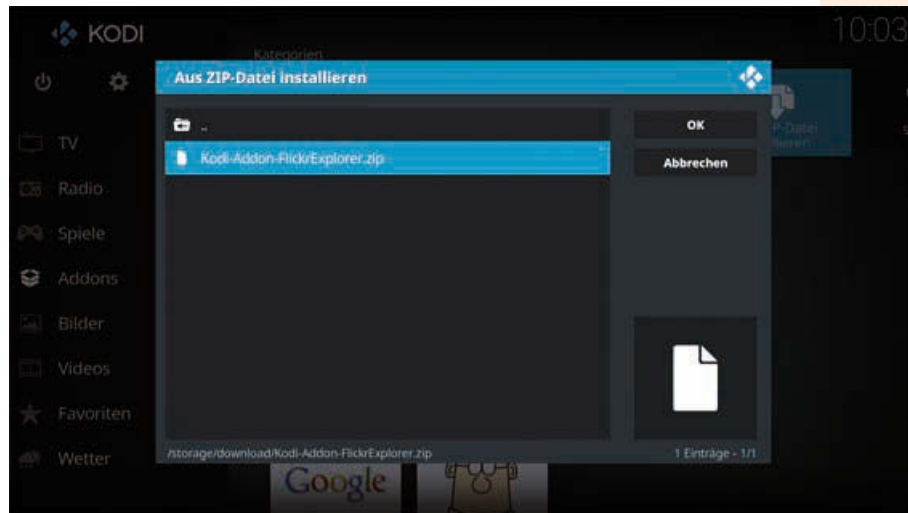 KODI
10:03
Kategorien
Aus ZIP-Datei installieren
..
OK
Kodi-Addon-FlickrExplorer.zip
Abbrechen
TV
Radio
Spiele
Addons
Bilder
Videos
Favoriten
Wetter
/storage/download/Kodi-Addon-FlickrExplorer.zip
1 Einträge - 1/1
Google